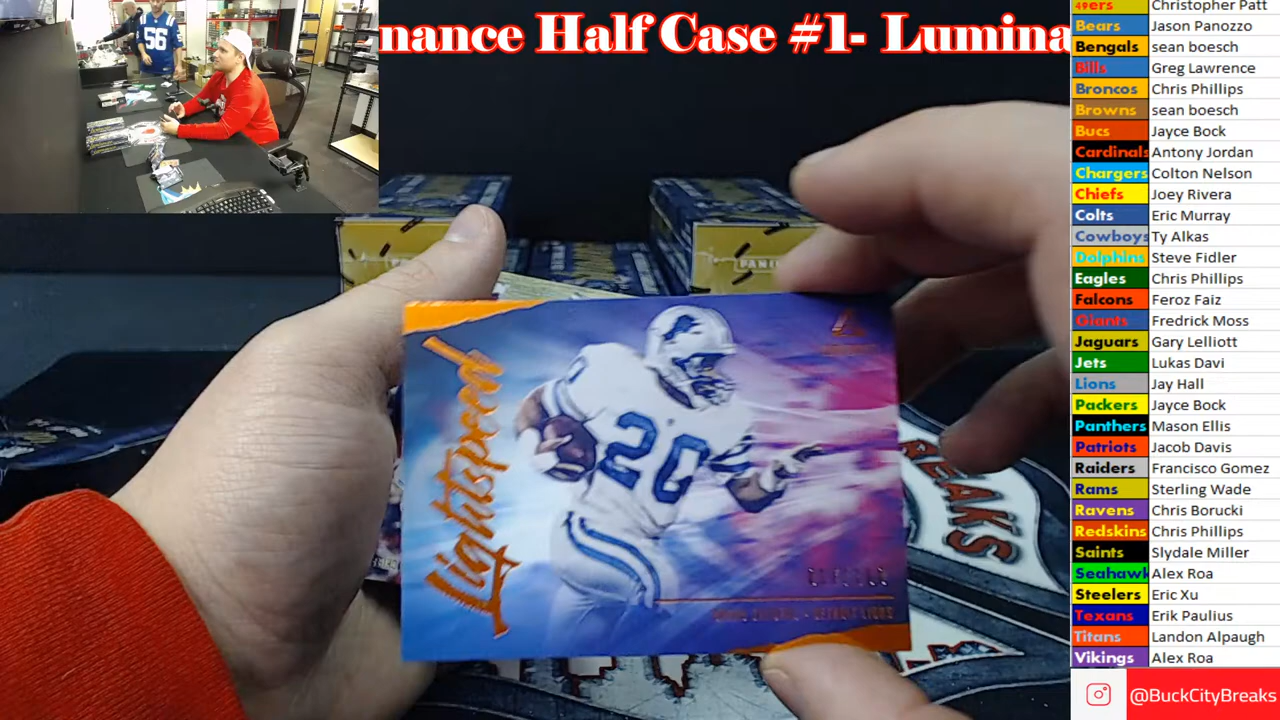 nance Half Case #1- Lumina
56
49ers Christopher Patt
Bears Jason Panozzo
Bengals sean boesch
Bills Greg Lawrence
Broncos Chris Phillips
Browns sean boesch
Bucs Jayce Bock
Cardinals Antony Jordan
Chargers Colton Nelson
Chiefs Joey Rivera
Colts Eric Murray
Cowboys Ty Alkas
Dolphins Steve Fidler
Eagles Chris Phillips
Falcons Feroz Faiz
Giants Fredrick Moss
Jaguars Gary Lelliott
Jets Lukas Davi
Lions Jay Hall
Packers Jayce Bock
Panthers Mason Ellis
Patriots Jacob Davis
Raiders Francisco Gomez
Rams Sterling Wade
Ravens Chris Borucki
Redskins Chris Phillips
Saints Slydale Miller
Seahawk Alex Roa
Steelers Eric Xu
Texans Erik Paulius
Titans Landon Alpaugh
Vikings Alex Roa
@BuckCityBreaks
PANINI
Lightspeed
20
20
DETROIT LIONS
REAKS